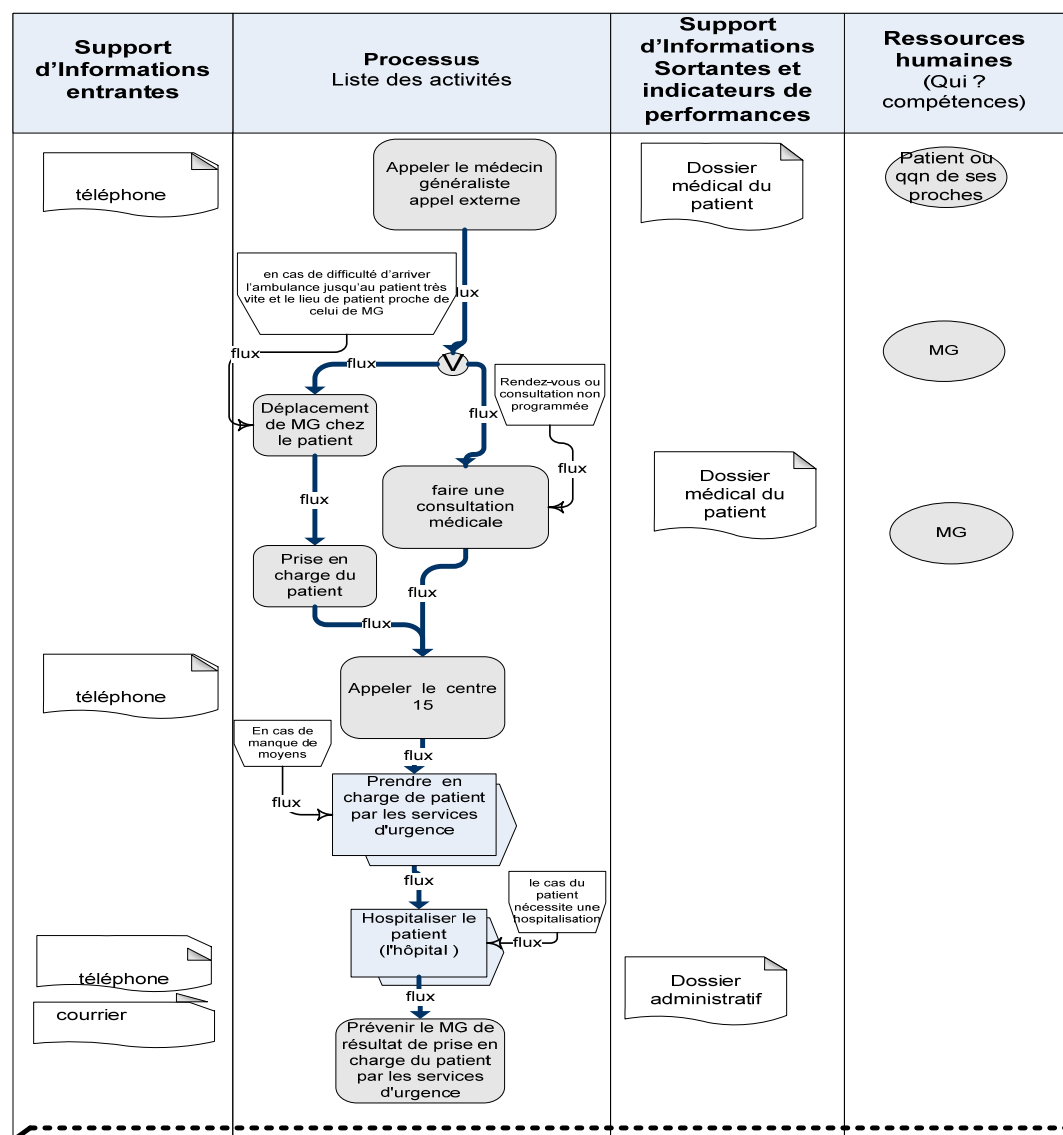 Support
d’Informations
entrantes
Processus
Liste des activités
Support
d’Informations
Sortantes et
indicateurs de
performances
Ressources
humaines
(Qui ?
compétences)
téléphone
Appeler le médecin
généraliste
appel externe
Dossier
médical du
patient
Patient ou
qqn de ses
proches
en cas de difficulté d’arriver
l’ambulance jusqu’au patient très
vite et le lieu de patient proche de
celui de MG
flux
flux
flux
V
MG
Rendez-vous ou
consultation non
programmée
Déplacement
de MG chez
le patient
flux
flux
faire une
consultation
médicale
Dossier
médical du
patient
flux
MG
Prise en
charge du
patient
flux
flux
téléphone
Appeler le centre
15
En cas de
manque de
moyens
flux
flux
Prendre en
charge de patient
par les services
d'urgence
flux
le cas du
patient
nécessite une
hospitalisation
Hospitaliser le
patient
(l'hôpital )
flux
téléphone
courrier
flux
Dossier
administratif
Prévenir le MG de
résultat de prise en
charge du patient
par les services
d'urgence